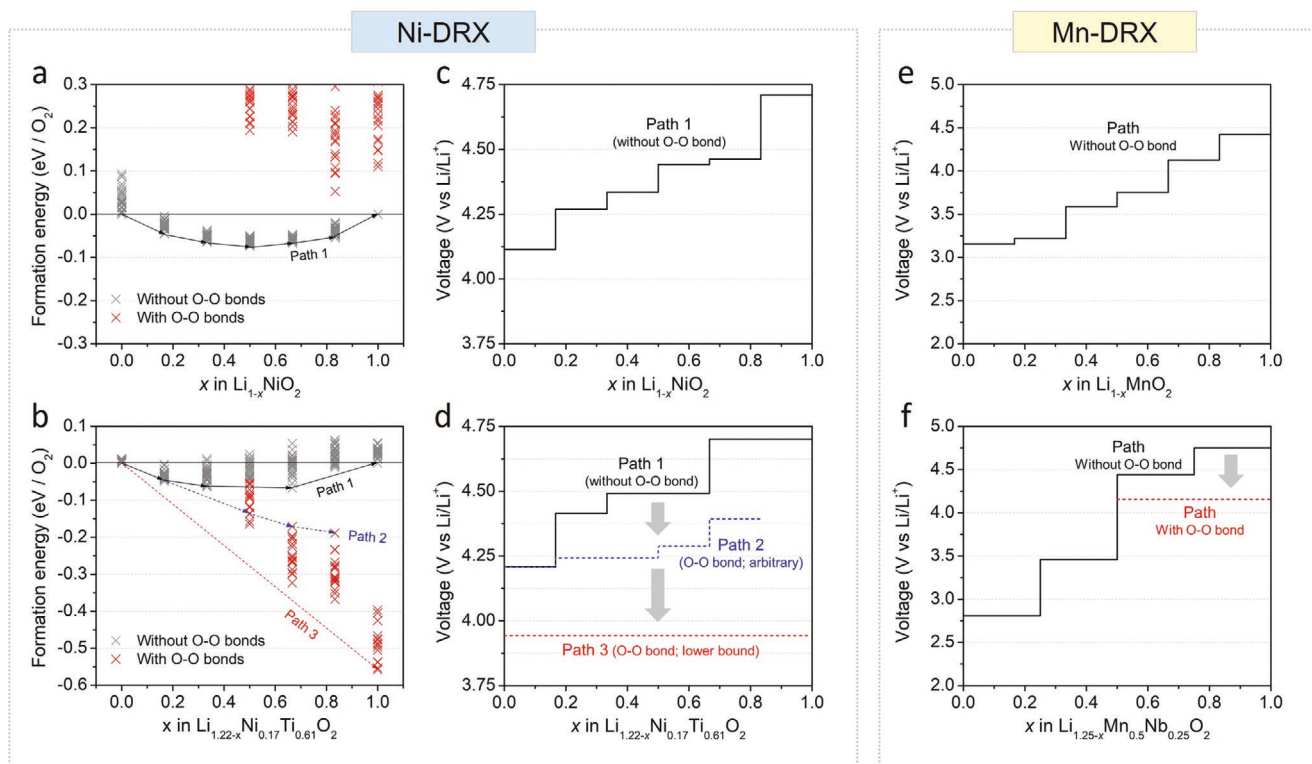 Ni-DRX
Mn-DRX
a
0.3
0.2
0.1
0.0
-0.1
-0.2
-0.3
Formation energy (eV / O2)
Path 1
Without O-O bonds
With O-O bonds
0.0 0.2 0.4 0.6 0.8 1.0
x in Li1-xNiO2
c
4.75
4.50
4.25
4.00
3.75
Voltage (V vs Li/Li+)
Path 1
(without O-O bond)
0.0 0.2 0.4 0.6 0.8 1.0
x in Li1-xNiO2
e
5.0
4.5
4.0
3.5
3.0
2.5
2.0
Voltage (V vs Li/Li+)
Path
Without O-O bond
0.0 0.2 0.4 0.6 0.8 1.0
x in Li1-xMnO2
b
0.1
0.0
-0.1
-0.2
-0.3
-0.4
-0.5
-0.6
Formation energy (eV / O2)
Path 1
Path 2
Path 3
Without O-O bonds
With O-O bonds
0.0 0.2 0.4 0.6 0.8 1.0
x in Li1.22-xNi0.17Ti0.61O2
d
4.75
4.50
4.25
4.00
3.75
Voltage (V vs Li/Li+)
Path 1
(without O-O bond)
Path 2
(O-O bond; arbitrary)
Path 3 (O-O bond; lower bound)
0.0 0.2 0.4 0.6 0.8 1.0
x in Li1.22-xNi0.17Ti0.61O2
f
5.0
4.5
4.0
3.5
3.0
2.5
2.0
Voltage (V vs Li/Li+)
Path
Without O-O bond
Path
With O-O bond
0.0 0.2 0.4 0.6 0.8 1.0
x in Li1.25-xMn0.5Nb0.25O2